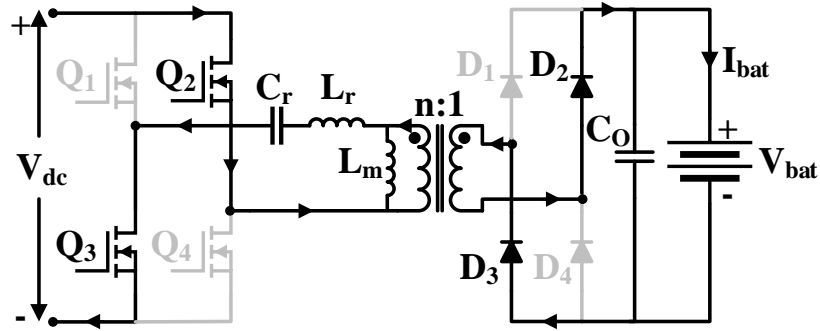 +
Q1
Q2
Cr
Lr
n:1
D1
D2
Ibat
Vdc
Lm
CO
+
Vbat
-
Q3
Q4
D3
D4
-